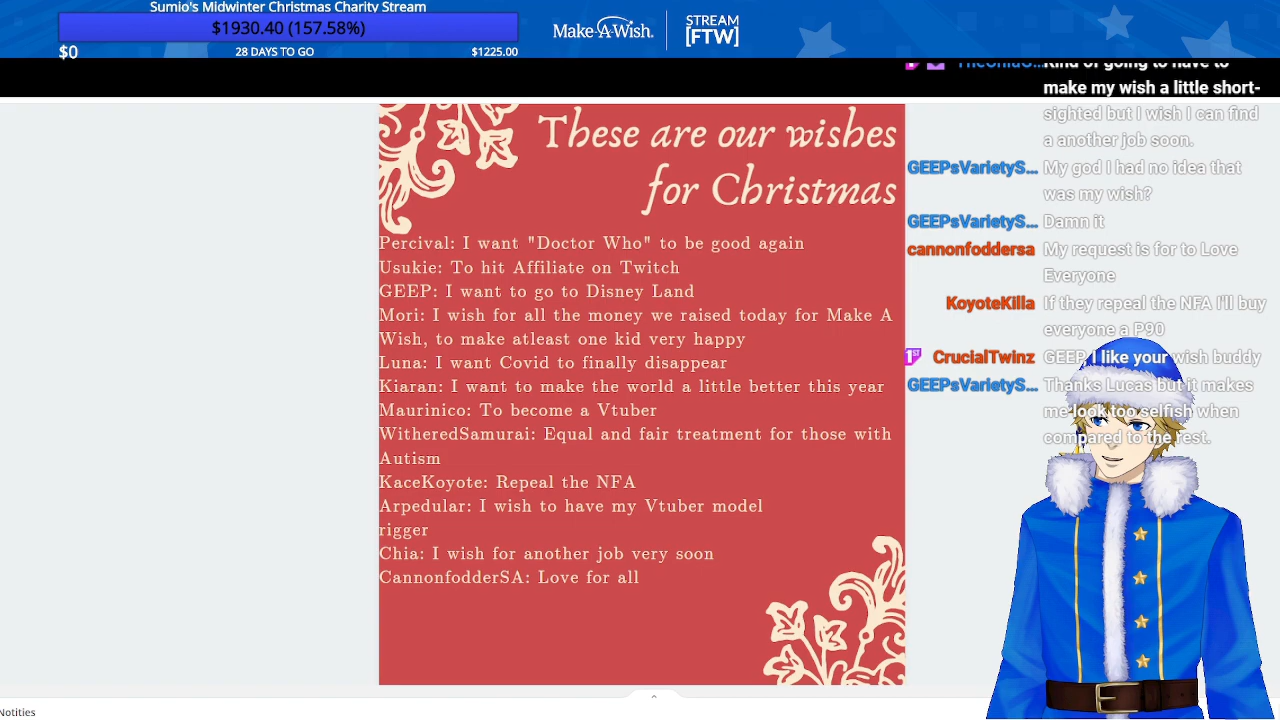 Sumio's Midwinter Christmas Charity Stream
$1930.40 (157.58%)
$0
28 DAYS TO GO
$1225.00
Make-A-Wish.
STREAM
[FTW]
These are our wishes
for Christmas
Percival: I want "Doctor Who" to be good again
Usukie: To hit Affiliate on Twitch
GEEP: I want to go to Disney Land
Mori: I wish for all the money we raised today for Make A
Wish, to make atleast one kid very happy
Luna: I want Covid to finally disappear
Kiaran: I want to make the world a little better this year
Maurinico: To become a Vtuber
WitheredSamurai: Equal and fair treatment for those with
Autism
KaceKoyote: Repeal the NFA
Arpedular: I wish to have my Vtuber model
rigger
Chia: I wish for another job very soon
CannonfodderSA: Love for all
Kind of going to have to
make my wish a little short-
sighted but I wish I can find
a another job soon.
GEEPsVarietyS... My god I had no idea that
was my wish?
GEEPsVarietyS... Damn it
cannonfoddersa My request is for to Love
Everyone
KoyoteKilla If they repeal the NFA I'll buy
everyone a P90
1ST CrucialTwinz GEEP, I like your wish buddy
GEEPsVarietyS... Thanks Lucas but it makes
me look too selfish when
compared to the rest.
Notities